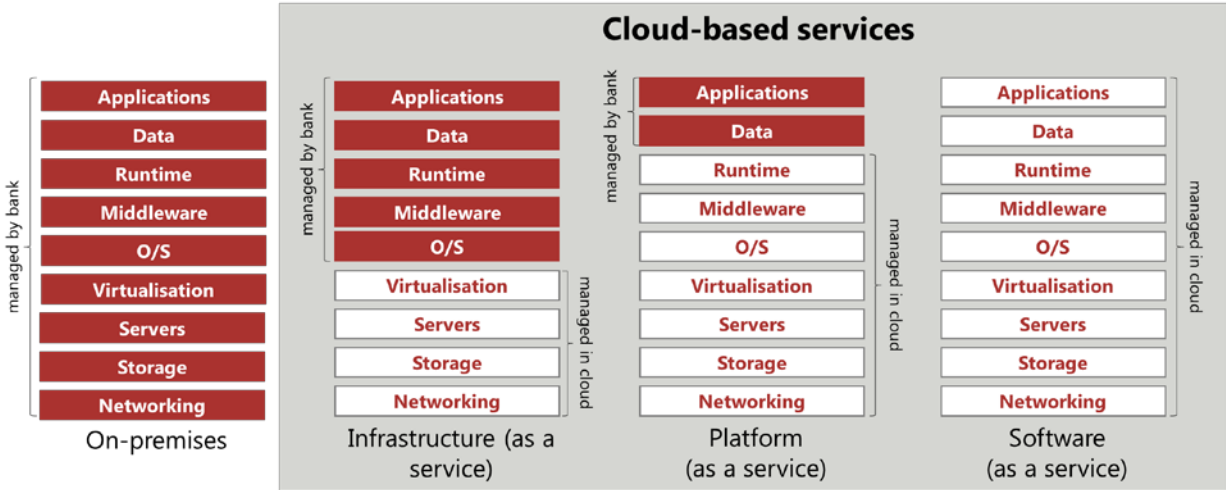 Cloud-based services
managed by bank
Applications
Data
Runtime
Middleware
O/S
Virtualisation
Servers
Storage
Networking
On-premises
managed by bank
Applications
Data
Runtime
Middleware
O/S
Virtualisation
Servers
Storage
Networking
managed in cloud
Infrastructure (as a
service)
managed by bank
Applications
Data
Runtime
Middleware
O/S
Virtualisation
Servers
Storage
Networking
managed in cloud
Platform
(as a service)
Applications
Data
Runtime
Middleware
O/S
Virtualisation
Servers
Storage
Networking
managed in cloud
Software
(as a service)